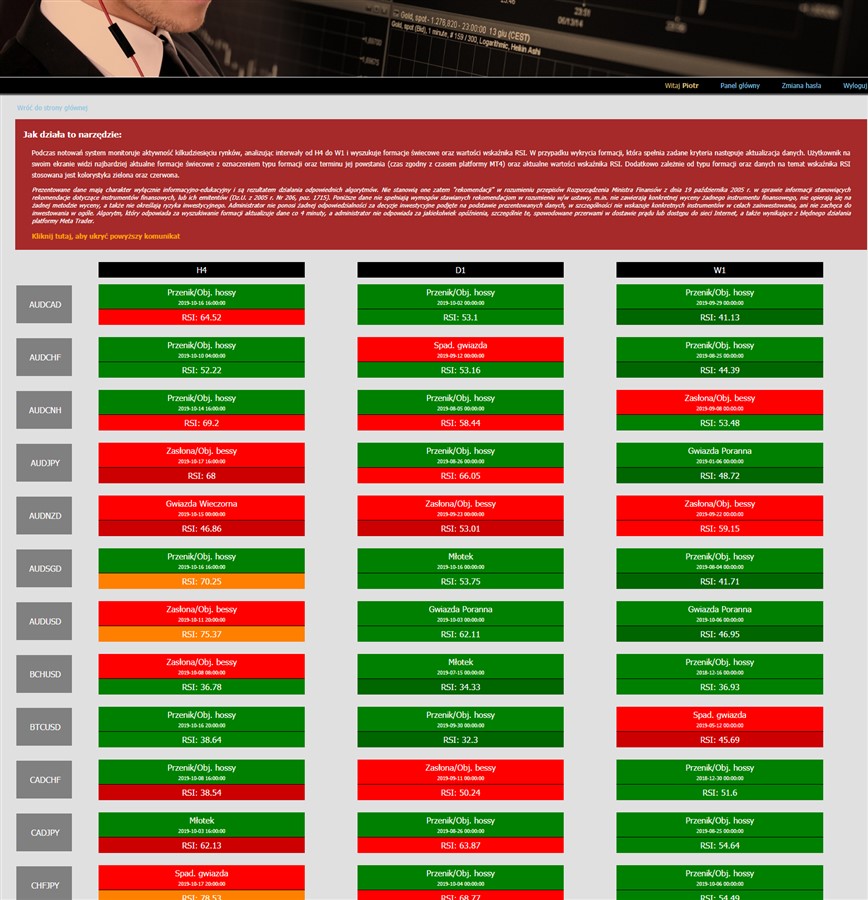 Gold, spot - 1 278,820 - 23:00:00 13 giu (CEST)
Gold, spot (Bid), 1 minute, # 159 / 300, Logarithmic, Heikin Ashi
23:46
23:51
06/13/14
Witaj Piotr Panel główny Zmiana hasła Wyloguj
Wróć do strony głównej
Jak działa to narzędzie:
Podczas notowań system monitoruje aktywność kilkudziesięciu rynków, analizując interwały od H4 do W1 i wyszukuje formacje świecowe oraz wartości wskaźnika RSI. W przypadku wykrycia formacji, która spełnia zadane kryteria następuje aktualizacja danych. Użytkownik na
swoim ekranie widzi najbardziej aktualne formacje świecowe z oznaczeniem typu formacji oraz terminu jej powstania (czas zgodny z czasem platformy MT4) oraz aktualne wartości wskaźnika RSI. Dodatkowo zależnie od typu formacji oraz danych na temat wskaźnika RSI
stosowana jest kolorystyka zielona oraz czerwona.
Prezentowane dane mają charakter wyłącznie informacyjno-edukacyjny i są rezultatem działania odpowiednich algorytmów. Nie stanowią one zatem "rekomendacji" w rozumieniu przepisów Rozporządzenia Ministra Finansów z dnia 19 października 2005 r. w sprawie informacji stanowiących
rekomendacje dotyczące instrumentów finansowych, lub ich emitentów (Dz.U. z 2005 r. Nr 206, poz. 1715). Poniższe dane nie spełniają wymogów stawianych rekomendacjom w rozumieniu w/w ustawy, m.in. nie zawierają konkretnej wyceny żadnego instrumentu finansowego, nie opierają się na
żadnej metodzie wyceny, a także nie określają ryzyka inwestycyjnego. Administrator nie ponosi żadnej odpowiedzialności za decyzje inwestycyjne podjęte na podstawie prezentowanych danych, w szczególności nie wskazuje konkretnych instrumentów w celach zainwestowania, ani nie zachęca do
inwestowania w ogóle. Algorytm, który odpowiada za wyszukiwanie formacji aktualizuje dane co 4 minuty, a administrator nie odpowiada za jakiekolwiek opóźnienia, szczególnie te, spowodowane przerwami w dostawie prądu lub dostępu do sieci Internet, a także wynikające z błędnego działania
platformy Meta Trader.
Kliknij tutaj, aby ukryć powyższy komunikat
H4 D1 W1
Przenik/Obj. hossy Przenik/Obj. hossy Przenik/Obj. hossy
AUDCAD 2019-10-16 16:00:00 2019-10-02 00:00:00 2019-09-29 00:00:00
RSI: 64.52 RSI: 53.1 RSI: 41.13
Przenik/Obj. hossy Spad. gwiazda Przenik/Obj. hossy
AUDCHF 2019-10-10 04:00:00 2019-09-12 00:00:00 2019-08-25 00:00:00
RSI: 52.22 RSI: 53.16 RSI: 44.39
Przenik/Obj. hossy Przenik/Obj. hossy Zasłona/Obj. bessy
AUDCNH 2019-10-14 16:00:00 2019-08-05 00:00:00 2019-09-08 00:00:00
RSI: 69.2 RSI: 58.44 RSI: 53.48
Zasłona/Obj. bessy Przenik/Obj. hossy Gwiazda Poranna
AUDJPY 2019-10-17 16:00:00 2019-08-26 00:00:00 2019-01-06 00:00:00
RSI: 68 RSI: 66.05 RSI: 48.72
Gwiazda Wieczorna Zasłona/Obj. bessy Zasłona/Obj. bessy
AUDNZD 2019-10-15 00:00:00 2019-09-23 00:00:00 2019-09-22 00:00:00
RSI: 46.86 RSI: 53.01 RSI: 59.15
Przenik/Obj. hossy Młotek Przenik/Obj. hossy
AUDSGD 2019-10-16 16:00:00 2019-10-16 00:00:00 2019-08-04 00:00:00
RSI: 70.25 RSI: 53.75 RSI: 41.71
Zasłona/Obj. bessy Gwiazda Poranna Gwiazda Poranna
AUDUSD 2019-10-11 20:00:00 2019-10-03 00:00:00 2019-10-06 00:00:00
RSI: 75.37 RSI: 62.11 RSI: 46.95
Zasłona/Obj. bessy Młotek Przenik/Obj. hossy
BCHUSD 2019-10-08 08:00:00 2019-07-15 00:00:00 2018-12-16 00:00:00
RSI: 36.78 RSI: 34.33 RSI: 36.93
Przenik/Obj. hossy Przenik/Obj. hossy Spad. gwiazda
BTCUSD 2019-10-16 20:00:00 2019-09-30 00:00:00 2019-05-12 00:00:00
RSI: 38.64 RSI: 32.3 RSI: 45.69
Przenik/Obj. hossy Zasłona/Obj. bessy Przenik/Obj. hossy
CADCHF 2019-10-08 16:00:00 2019-09-11 00:00:00 2018-12-30 00:00:00
RSI: 38.54 RSI: 50.24 RSI: 51.6
Młotek Przenik/Obj. hossy Przenik/Obj. hossy
CADJPY 2019-10-03 16:00:00 2019-08-26 00:00:00 2019-08-25 00:00:00
RSI: 62.13 RSI: 63.87 RSI: 54.64
Spad. gwiazda Przenik/Obj. hossy Przenik/Obj. hossy
CHFJPY 2019-10-17 20:00:00 2019-10-04 00:00:00 2019-10-06 00:00:00
RSI: 78.53 RSI: 68.77 RSI: 54.49